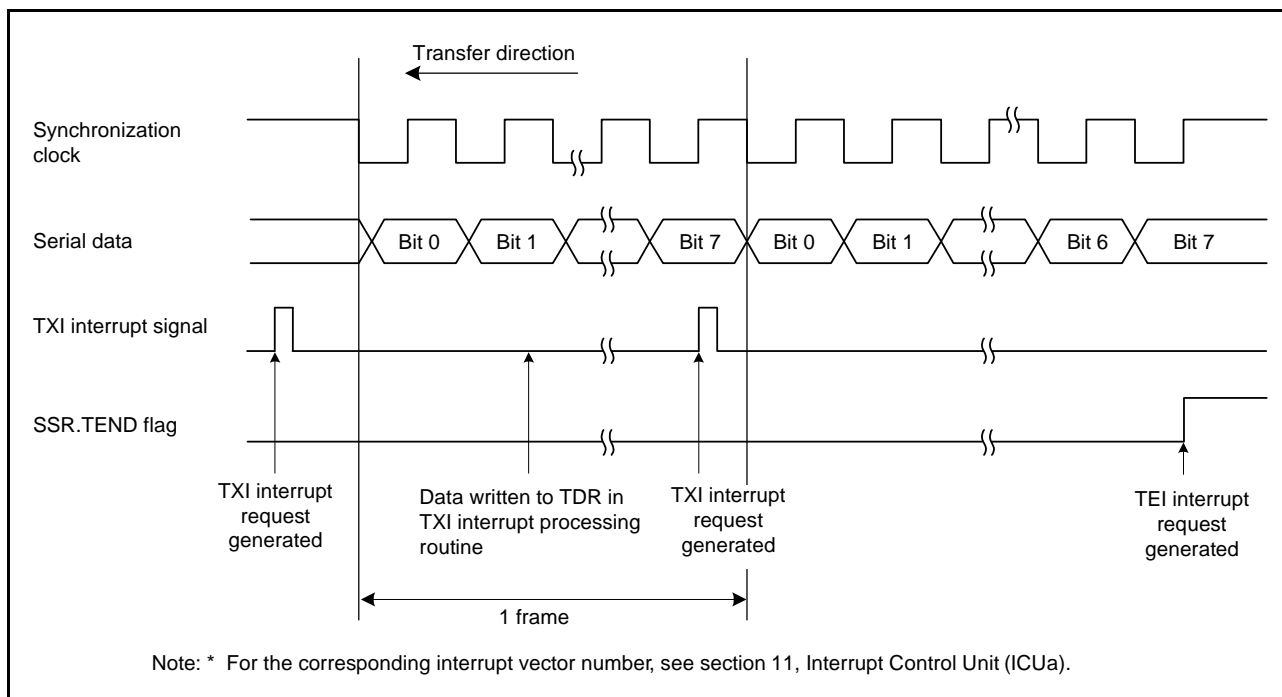 Transfer direction
Synchronization
clock
Serial data
Bit 0
Bit 1
Bit 7
Bit 0
Bit 1
Bit 6
Bit 7
TXI interrupt signal
SSR.TEND flag
TXI interrupt
request
generated
Data written to TDR in
TXI interrupt processing
routine
TXI interrupt
request
generated
TEI interrupt
request
generated
1 frame
Note: * For the corresponding interrupt vector number, see section 11, Interrupt Control Unit (ICUa).